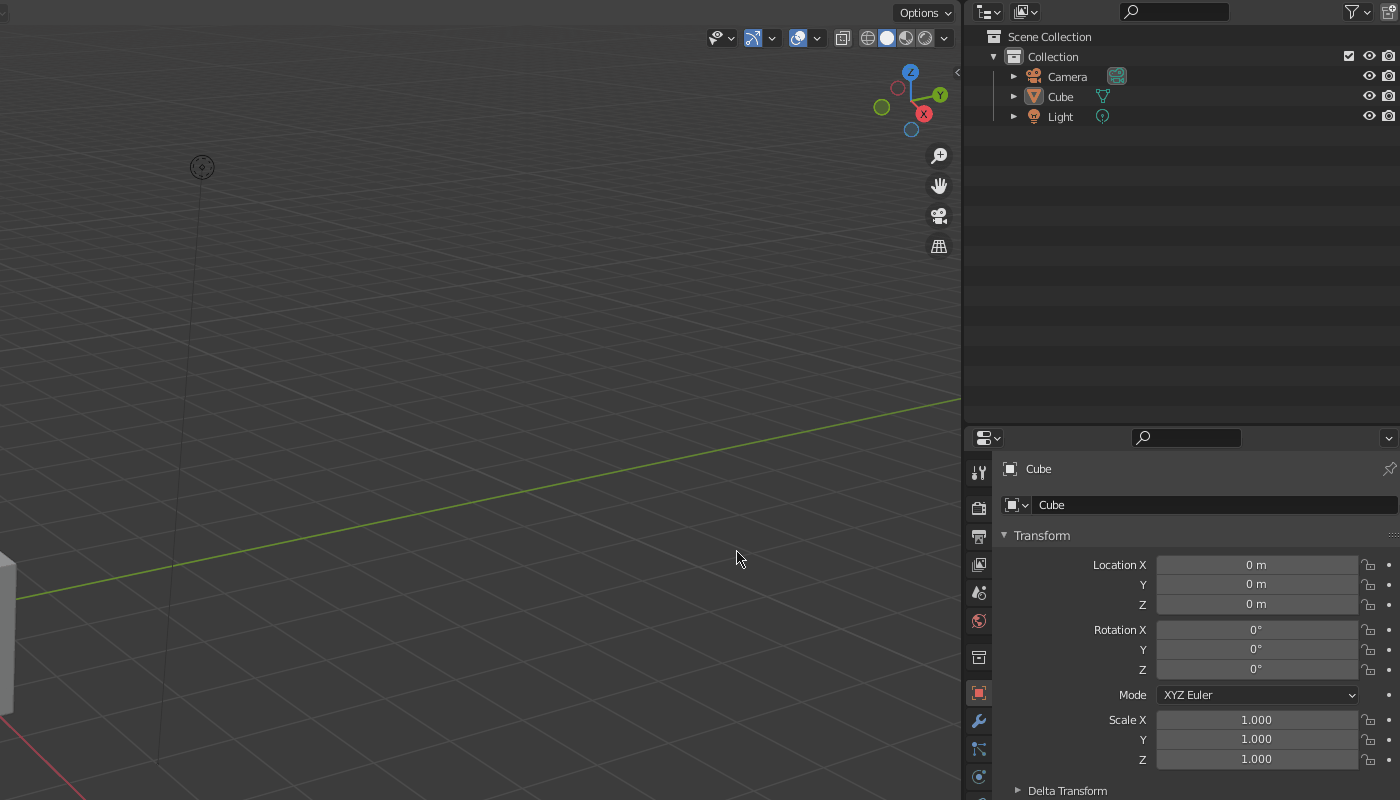 Options
Z
Y
X
Scene Collection
Collection
Camera
Cube
Light
Cube
Cube
Transform
Location X 0 m
Y 0 m
Z 0 m
Rotation X 0°
Y 0°
Z 0°
Mode XYZ Euler
Scale X 1.000
Y 1.000
Z 1.000
Delta Transform